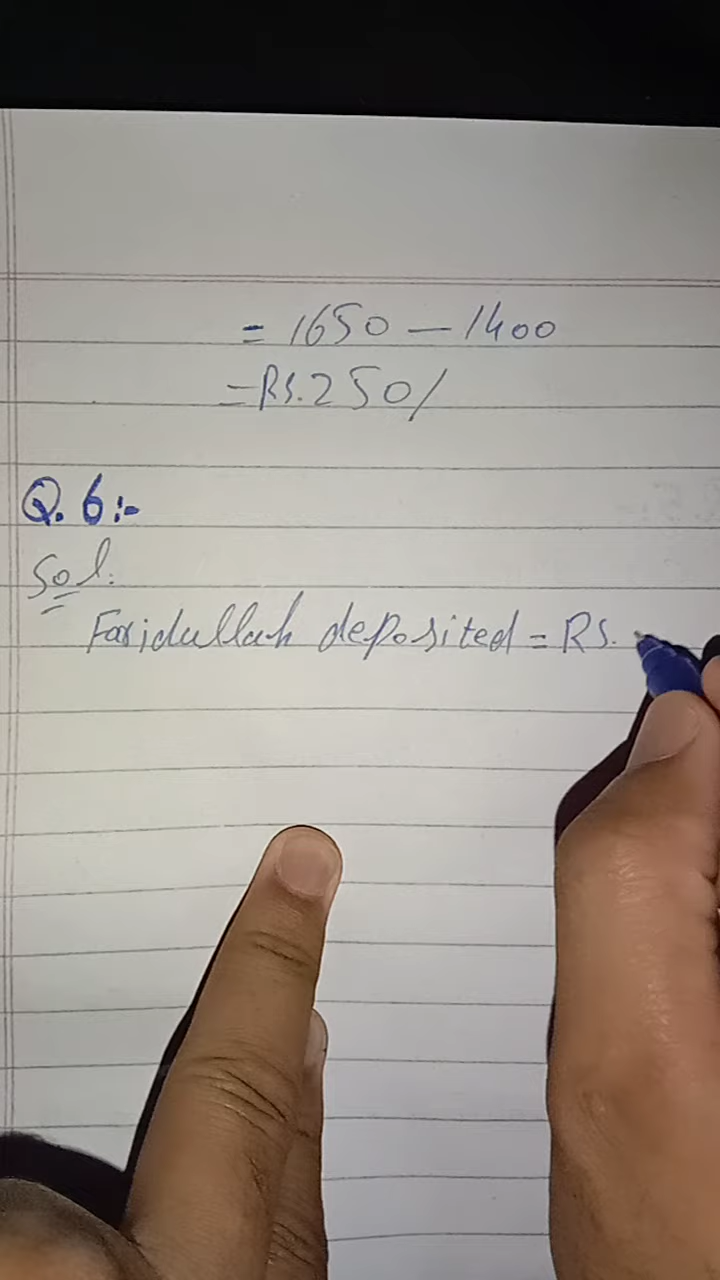 = 1650 — 1400
= Rs. 250/
Q. 6:-
Sol.
Faridullah deposited = Rs.